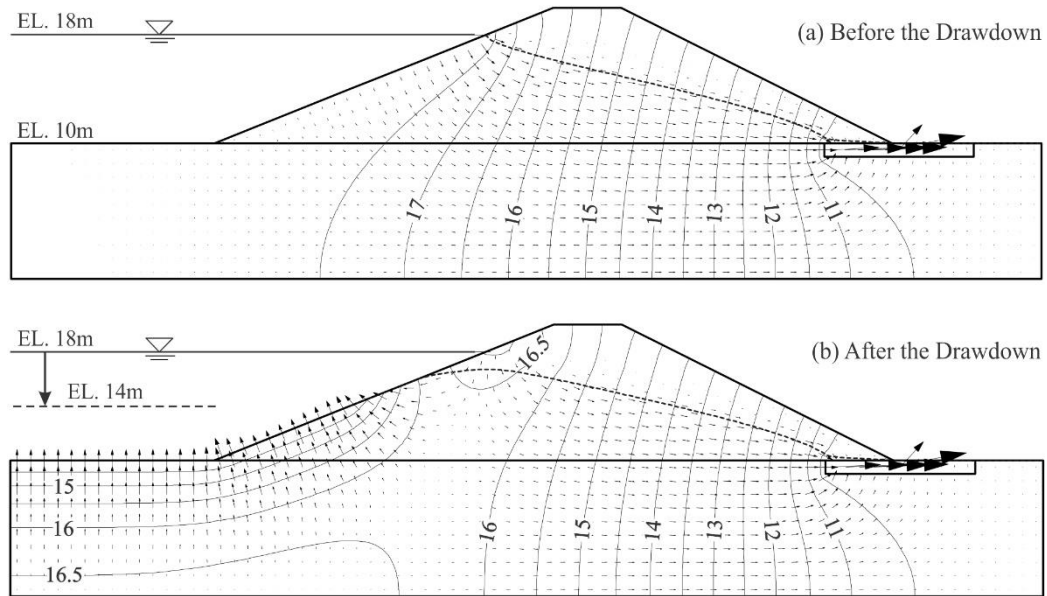 EL. 18m
(a) Before the Drawdown
EL. 10m
17 16 15 14 13 12 11
EL. 18m
(b) After the Drawdown
16.5
EL. 14m
15
16
16 15 14 13 12 11
16.5